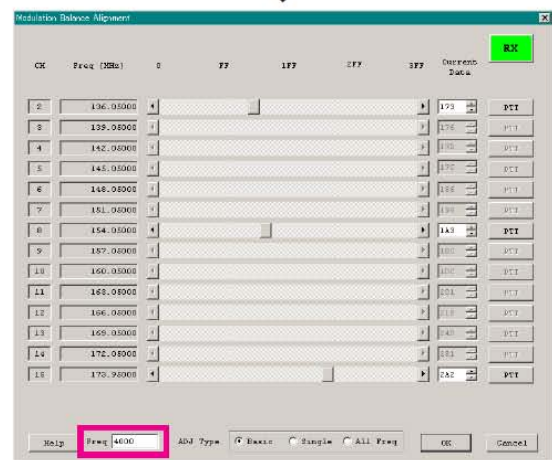 Modulation Balance Alignment
RX
CH Freq (MHz) 0 FF 1FF 2FF 3FF Current Data
2 136.05000 173 PTT
3 139.05000 176 PTT
4 142.05000 PTT
5 145.05000 PTT
6 148.05000 186 PTT
7 151.05000 PTT
8 154.05000 1A3 PTT
9 157.05000 PTT
10 160.05000 PTT
11 163.05000 201 PTT
12 166.05000 PTT
13 169.05000 PTT
14 172.05000 PTT
15 173.95000 2A2 PTT
Help Freq 4000 ADJ Type Basic Single All Freq OK Cancel